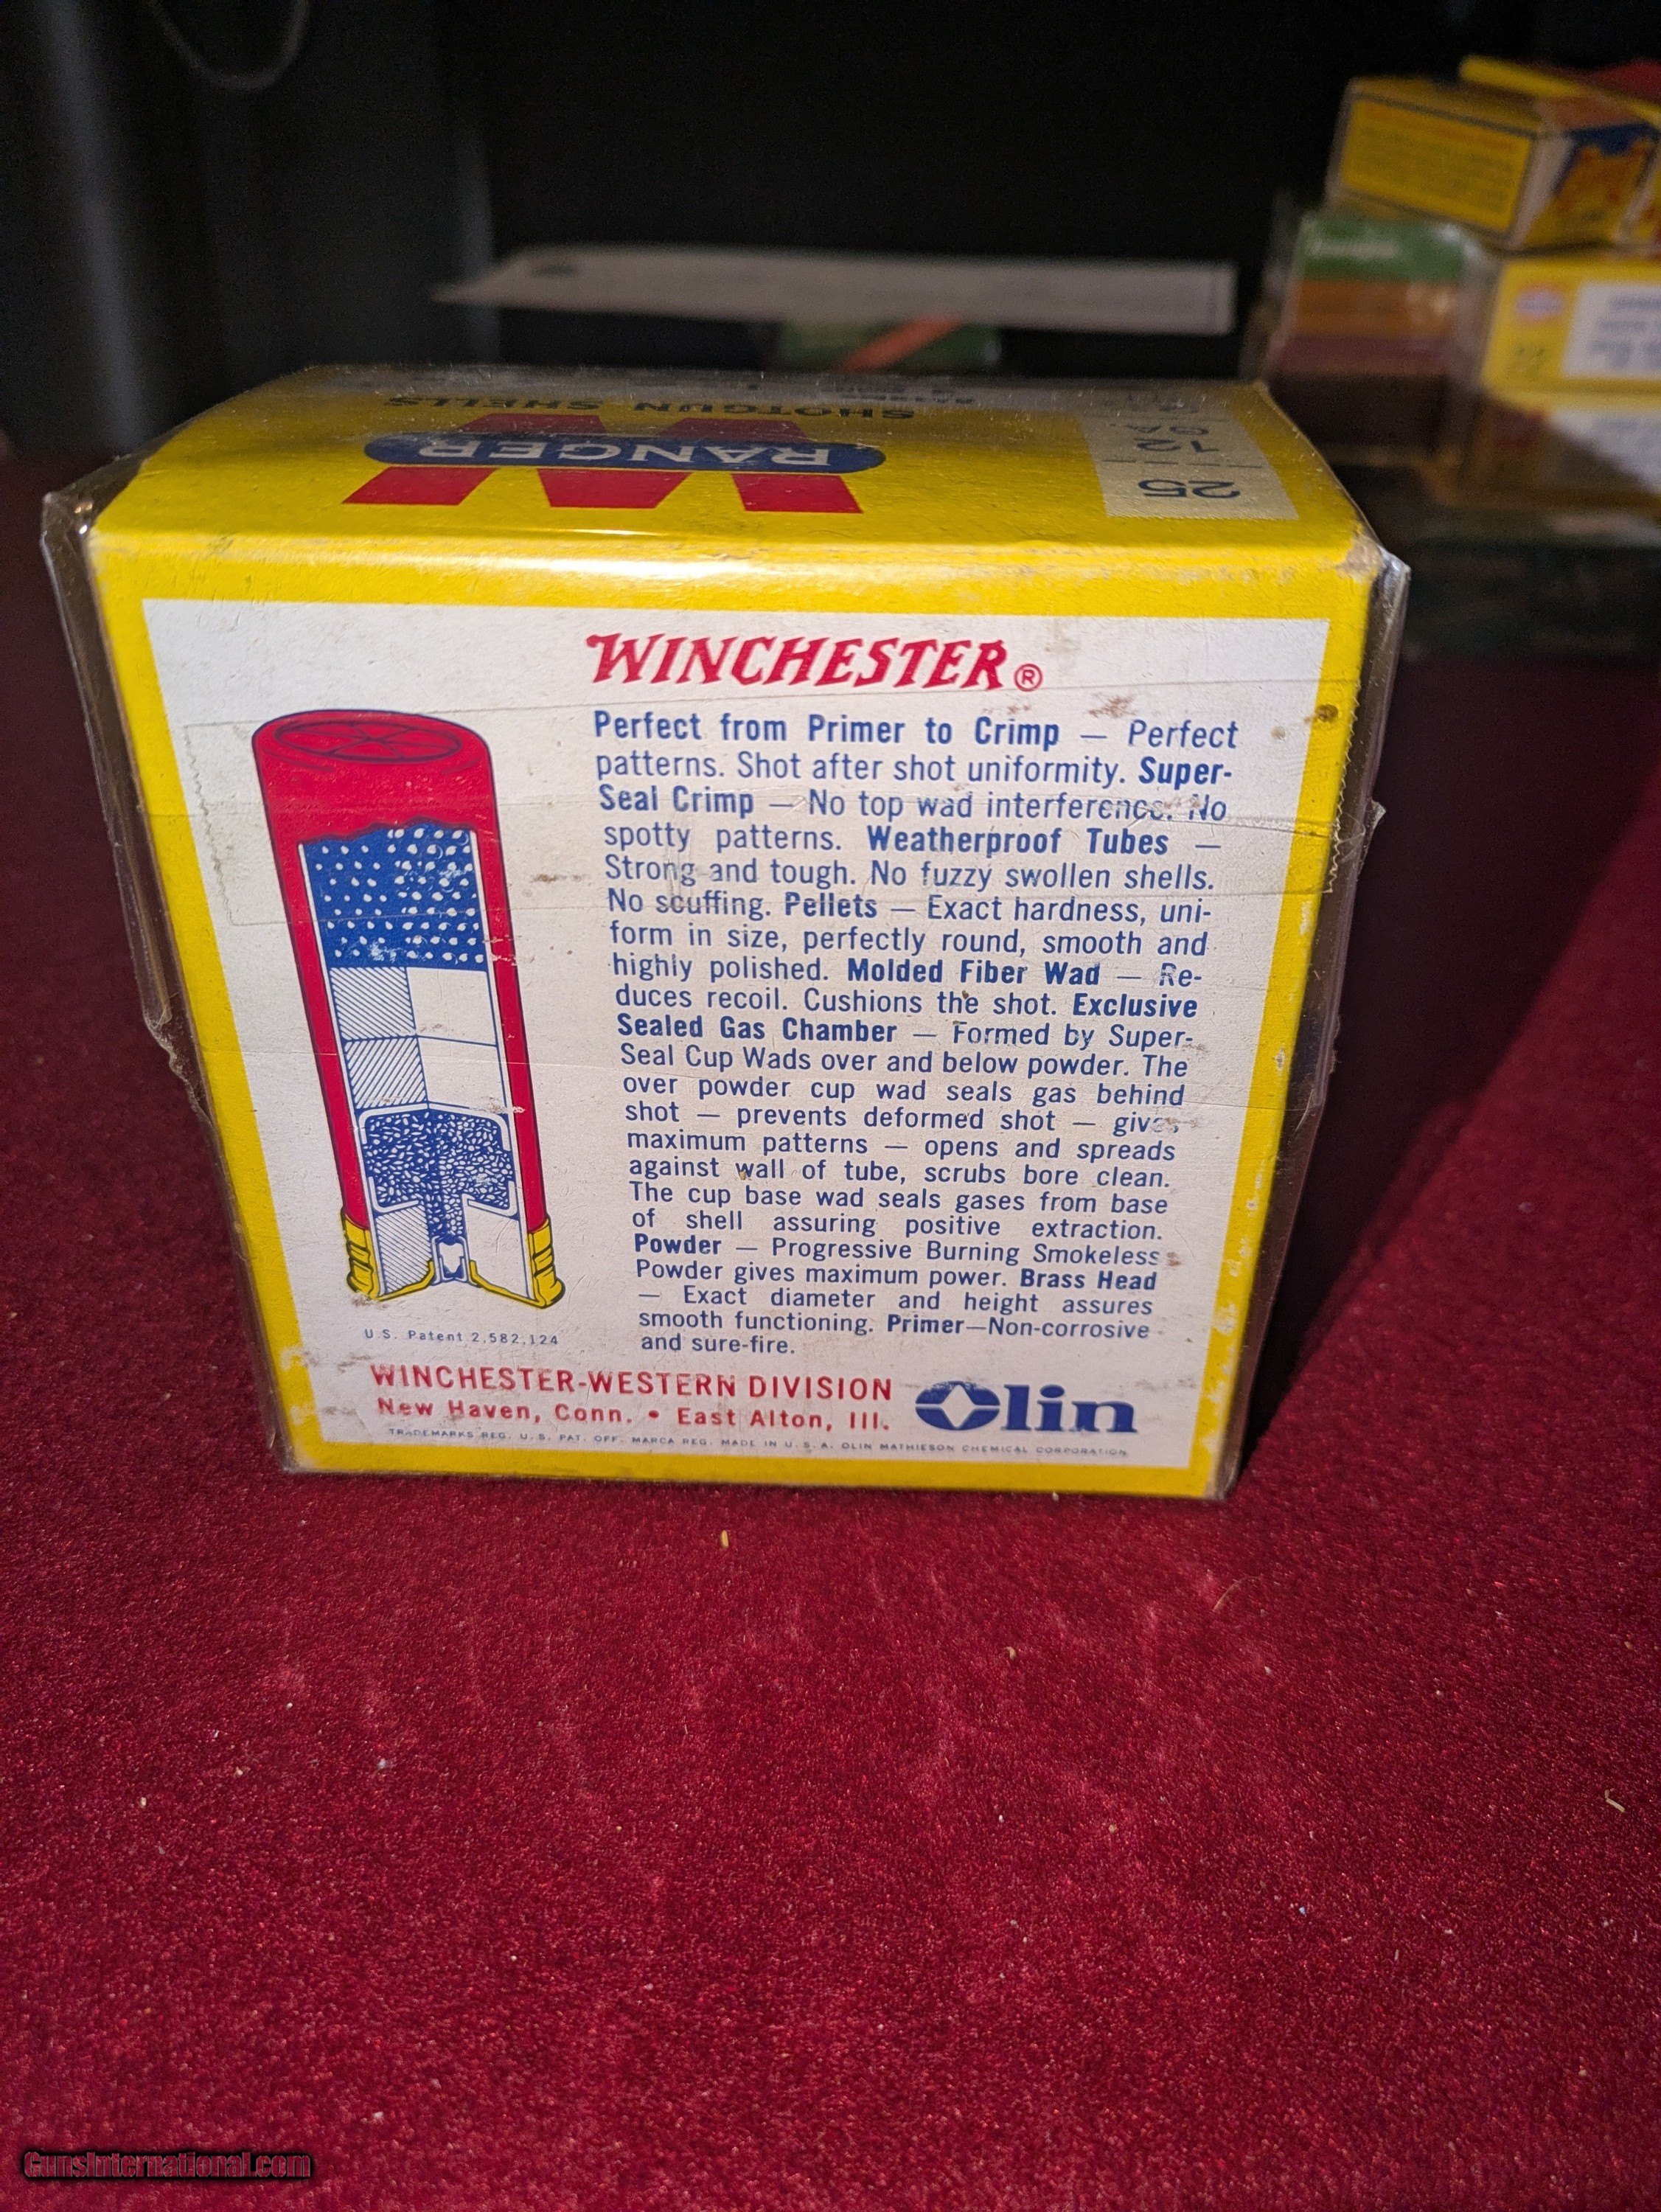 SHOTGUN SHELLS
RANGER
W
12
GA.
25
WINCHESTER®
Perfect from Primer to Crimp — Perfect
patterns. Shot after shot uniformity. Super-
Seal Crimp — No top wad interference. No
spotty patterns. Weatherproof Tubes —
Strong and tough. No fuzzy swollen shells.
No scuffing. Pellets — Exact hardness, uni-
form in size, perfectly round, smooth and
highly polished. Molded Fiber Wad — Re-
duces recoil. Cushions the shot. Exclusive
Sealed Gas Chamber — Formed by Super-
Seal Cup Wads over and below powder. The
over powder cup wad seals gas behind
shot — prevents deformed shot — gives
maximum patterns — opens and spreads
against wall of tube, scrubs bore clean.
The cup base wad seals gases from base
of shell assuring positive extraction.
Powder — Progressive Burning Smokeless
Powder gives maximum power. Brass Head
— Exact diameter and height assures
smooth functioning. Primer—Non-corrosive
and sure-fire.
U.S. Patent 2,582,124
WINCHESTER-WESTERN DIVISION
New Haven, Conn. • East Alton, Ill.
Olin
TRADEMARKS REG. U.S. PAT. OFF. MARCA REG. MADE IN U.S.A. OLIN MATHIESON CHEMICAL CORPORATION
GunsInternational.com